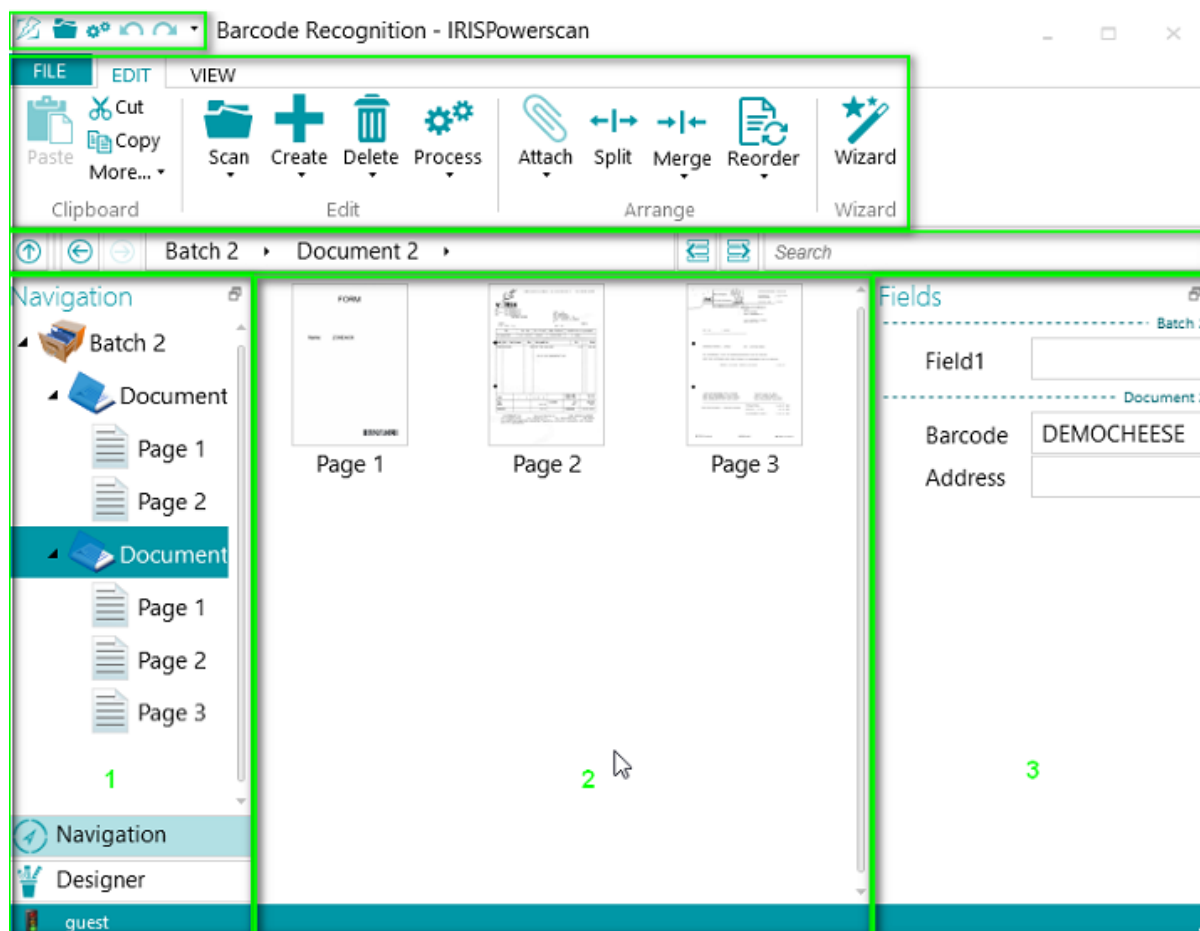 Barcode Recognition - IRISPowerscan
FILE EDIT VIEW
Paste
Cut
Copy
More...
Scan Create Delete Process
Attach Split Merge Reorder
Wizard
Clipboard Edit Arrange Wizard
Batch 2 Document 2 Search
Navigation
Batch 2
Document
Page 1
Page 2
Document
Page 1
Page 2
Page 3
1
Navigation
Designer
guest
FORM
Page 1 Page 2 Page 3
2
Fields
Batch
Field1
Document
Barcode DEMOCHEESE
Address
3